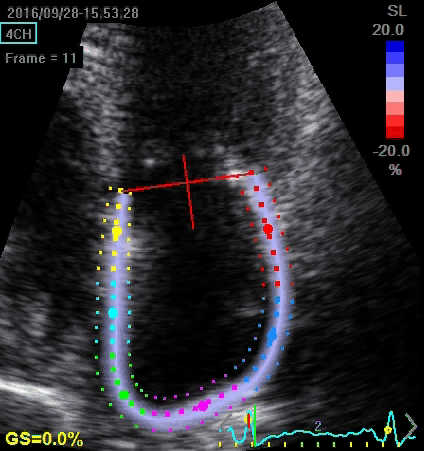 2016/09/28-15:53:28
SL
4CH
20.0
Frame = 11
-20.0
%
2
GS=0.0%